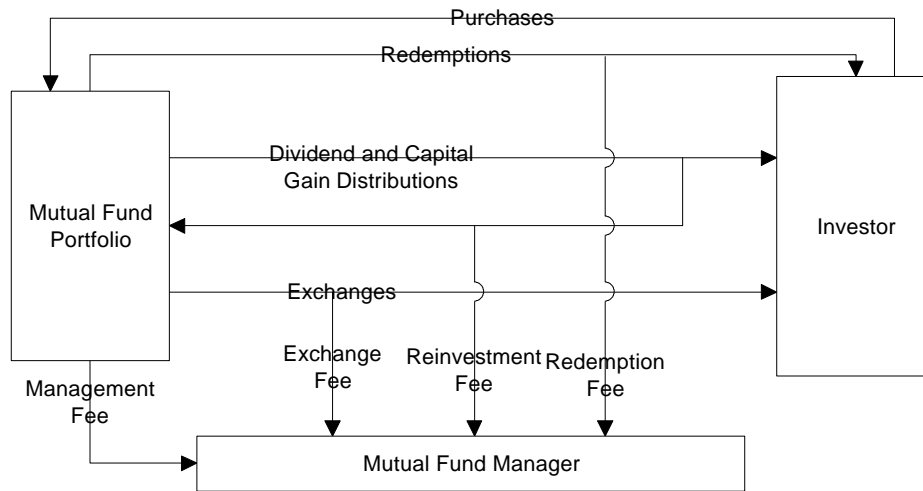 Purchases
Redemptions
Dividend and Capital
Gain Distributions
Mutual Fund
Portfolio
Investor
Exchanges
Exchange
Fee
Reinvestment
Fee
Redemption
Fee
Management
Fee
Mutual Fund Manager